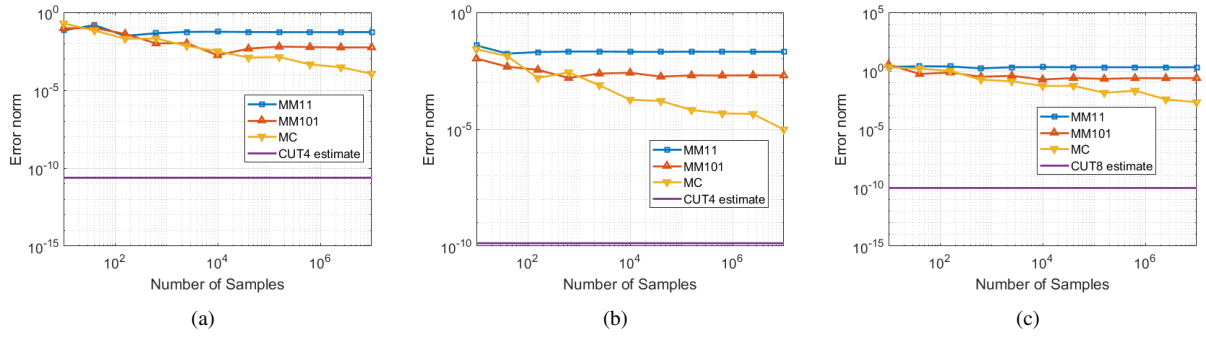 10^0
10^-5
10^-10
10^-15
Error norm
10^2
10^4
10^6
Number of Samples
MM11
MM101
MC
CUT4 estimate
(a)
10^0
10^-5
10^-10
Error norm
10^2
10^4
10^6
Number of Samples
MM11
MM101
MC
CUT4 estimate
(b)
10^5
10^0
10^-5
10^-10
10^-15
Error norm
10^2
10^4
10^6
Number of Samples
MM11
MM101
MC
CUT8 estimate
(c)